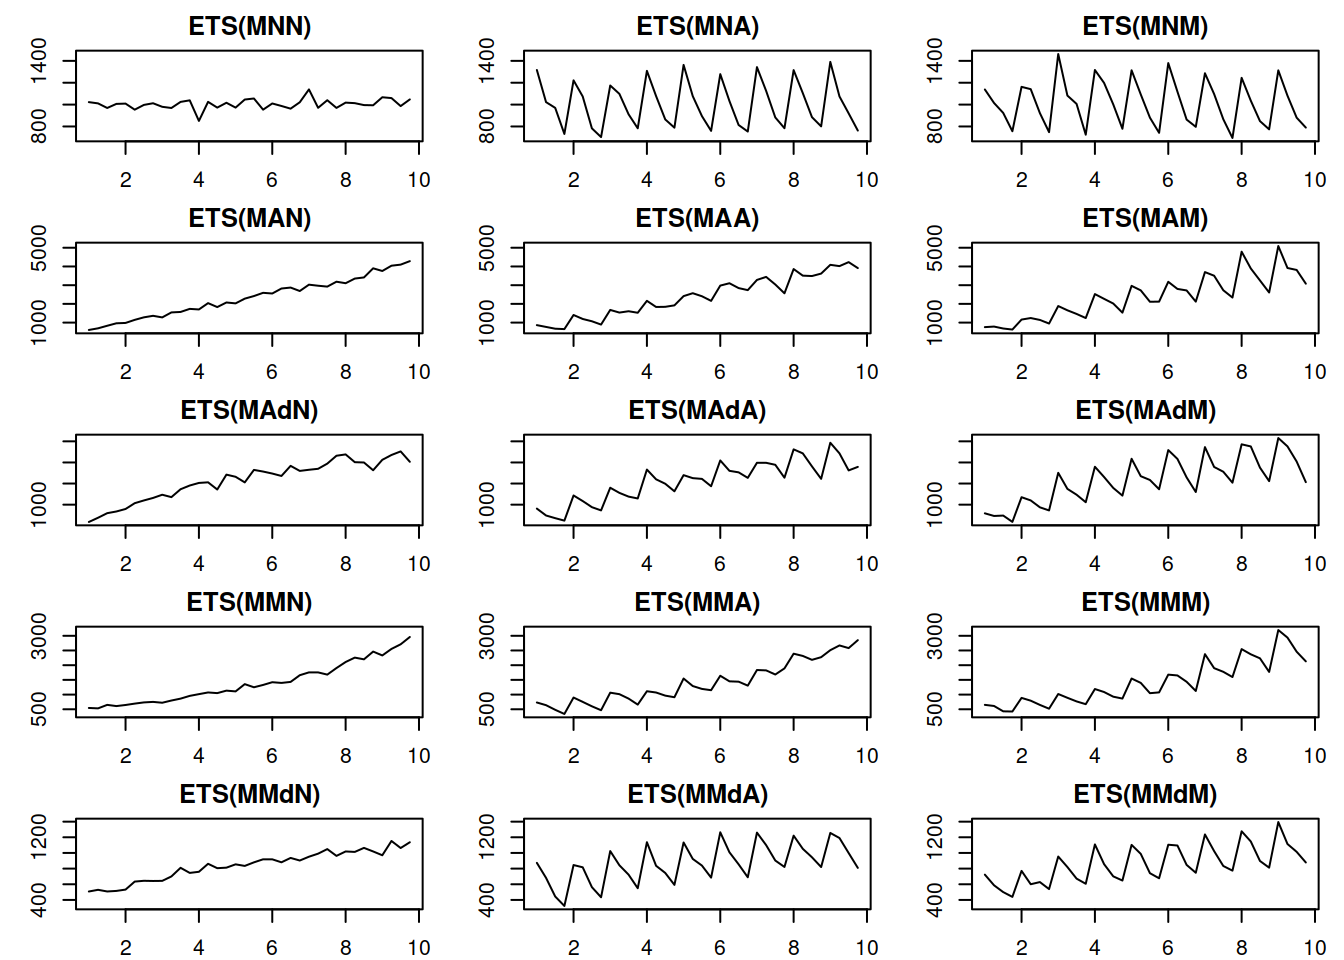 ETS(MNN) ETS(MNA) ETS(MNM)
1400 1400 1400
800 800 800
2 4 6 8 10 2 4 6 8 10 2 4 6 8 10
ETS(MAN) ETS(MAA) ETS(MAM)
5000 5000 5000
1000 1000 1000
2 4 6 8 10 2 4 6 8 10 2 4 6 8 10
ETS(MAdN) ETS(MAdA) ETS(MAdM)
1000 1000 1000
2 4 6 8 10 2 4 6 8 10 2 4 6 8 10
ETS(MMN) ETS(MMA) ETS(MMM)
3000 3000 3000
500 500 500
2 4 6 8 10 2 4 6 8 10 2 4 6 8 10
ETS(MMdN) ETS(MMdA) ETS(MMdM)
1200 1200 1200
400 400 400
2 4 6 8 10 2 4 6 8 10 2 4 6 8 10